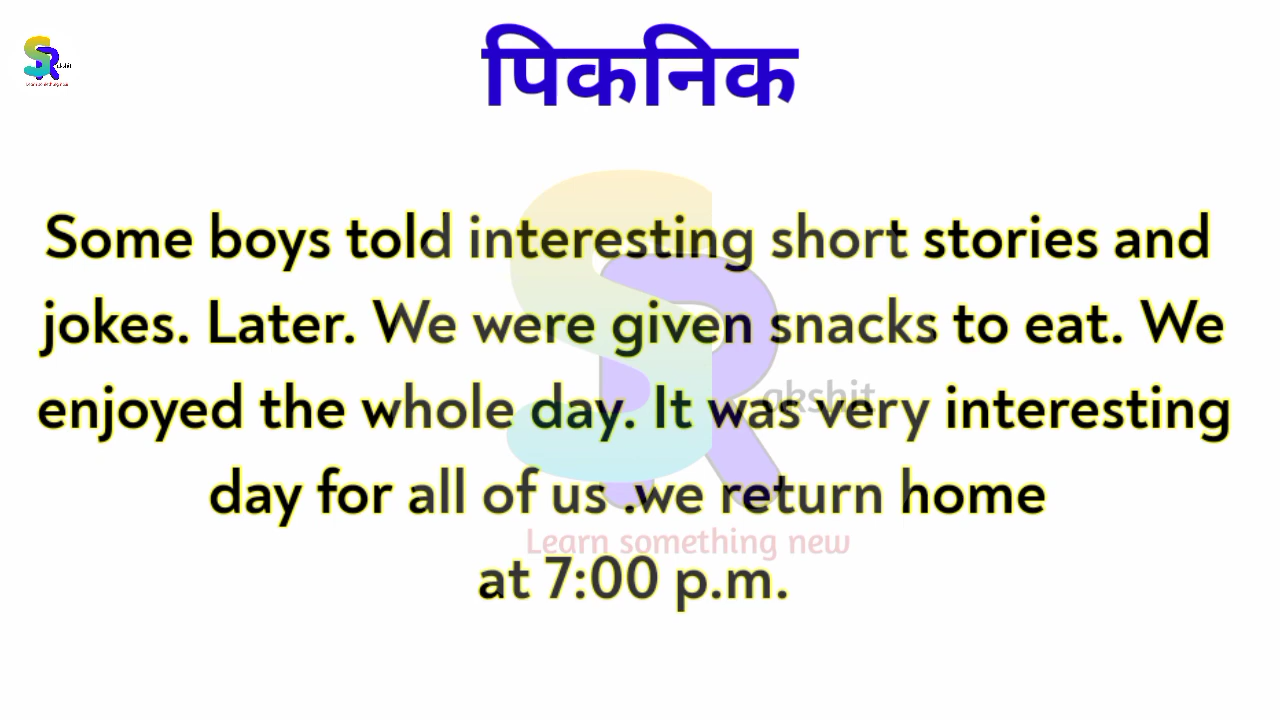 पिकनिक
Some boys told interesting short stories and
jokes. Later. We were given snacks to eat. We
enjoyed the whole day. It was very interesting
day for all of us .we return home
at 7:00 p.m.
SRakshit
Learn something new